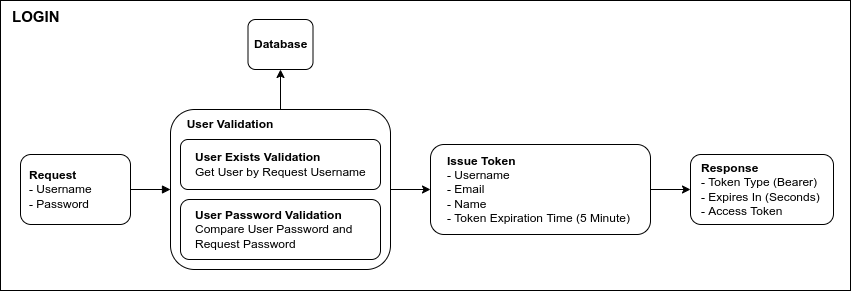 LOGIN
Database
User Validation
User Exists Validation
Get User by Request Username
User Password Validation
Compare User Password and
Request Password
Request
- Username
- Password
Issue Token
- Username
- Email
- Name
- Token Expiration Time (5 Minute)
Response
- Token Type (Bearer)
- Expires In (Seconds)
- Access Token